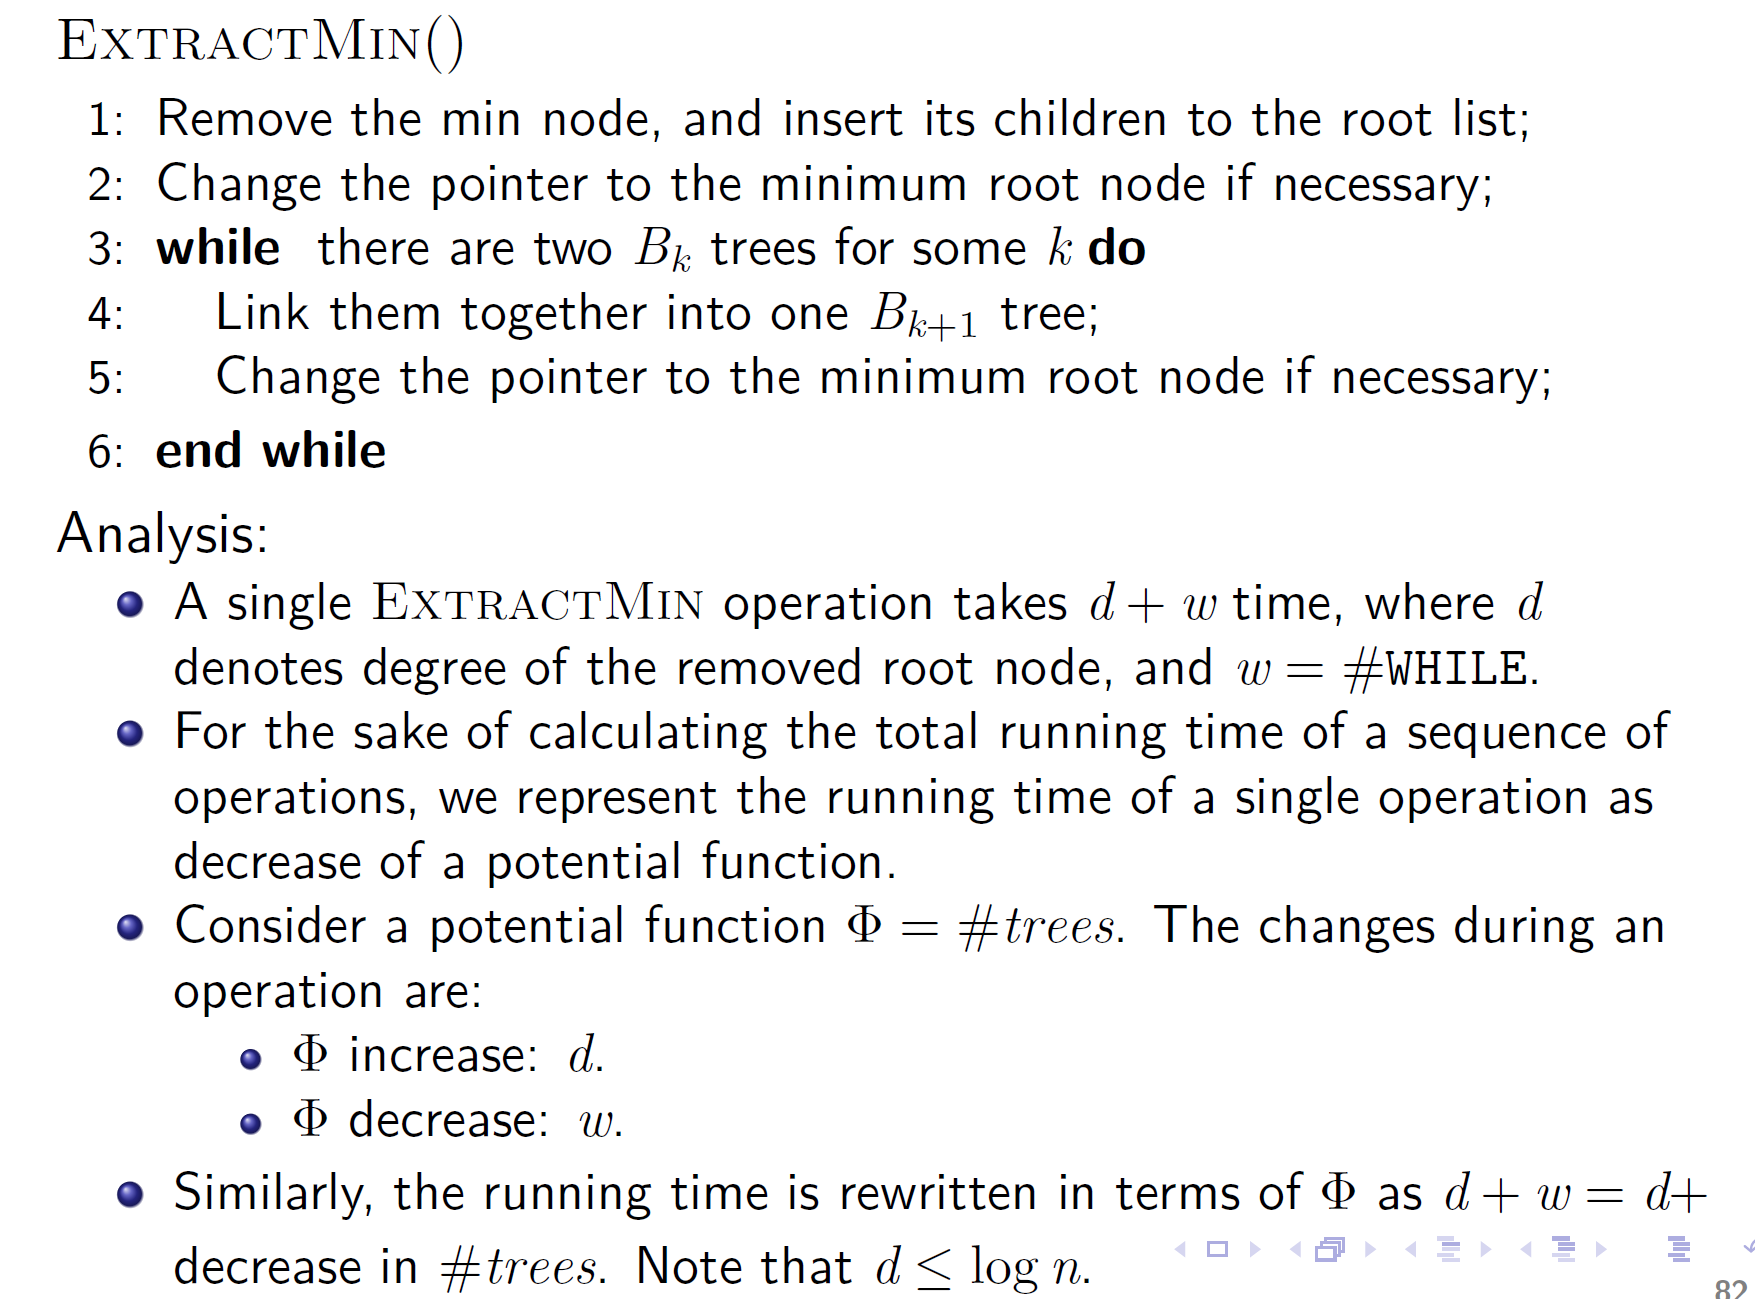 EXTRACTMIN()
1: Remove the min node, and insert its children to the root list;
2: Change the pointer to the minimum root node if necessary;
3: while there are two B_k trees for some k do
4: Link them together into one B_{k+1} tree;
5: Change the pointer to the minimum root node if necessary;
6: end while
Analysis:
A single EXTRACTMIN operation takes d + w time, where d
denotes degree of the removed root node, and w = #WHILE.
For the sake of calculating the total running time of a sequence of
operations, we represent the running time of a single operation as
decrease of a potential function.
Consider a potential function Φ = #trees. The changes during an
operation are:
Φ increase: d.
Φ decrease: w.
Similarly, the running time is rewritten in terms of Φ as d + w = d+
decrease in #trees. Note that d ≤ log n.
82